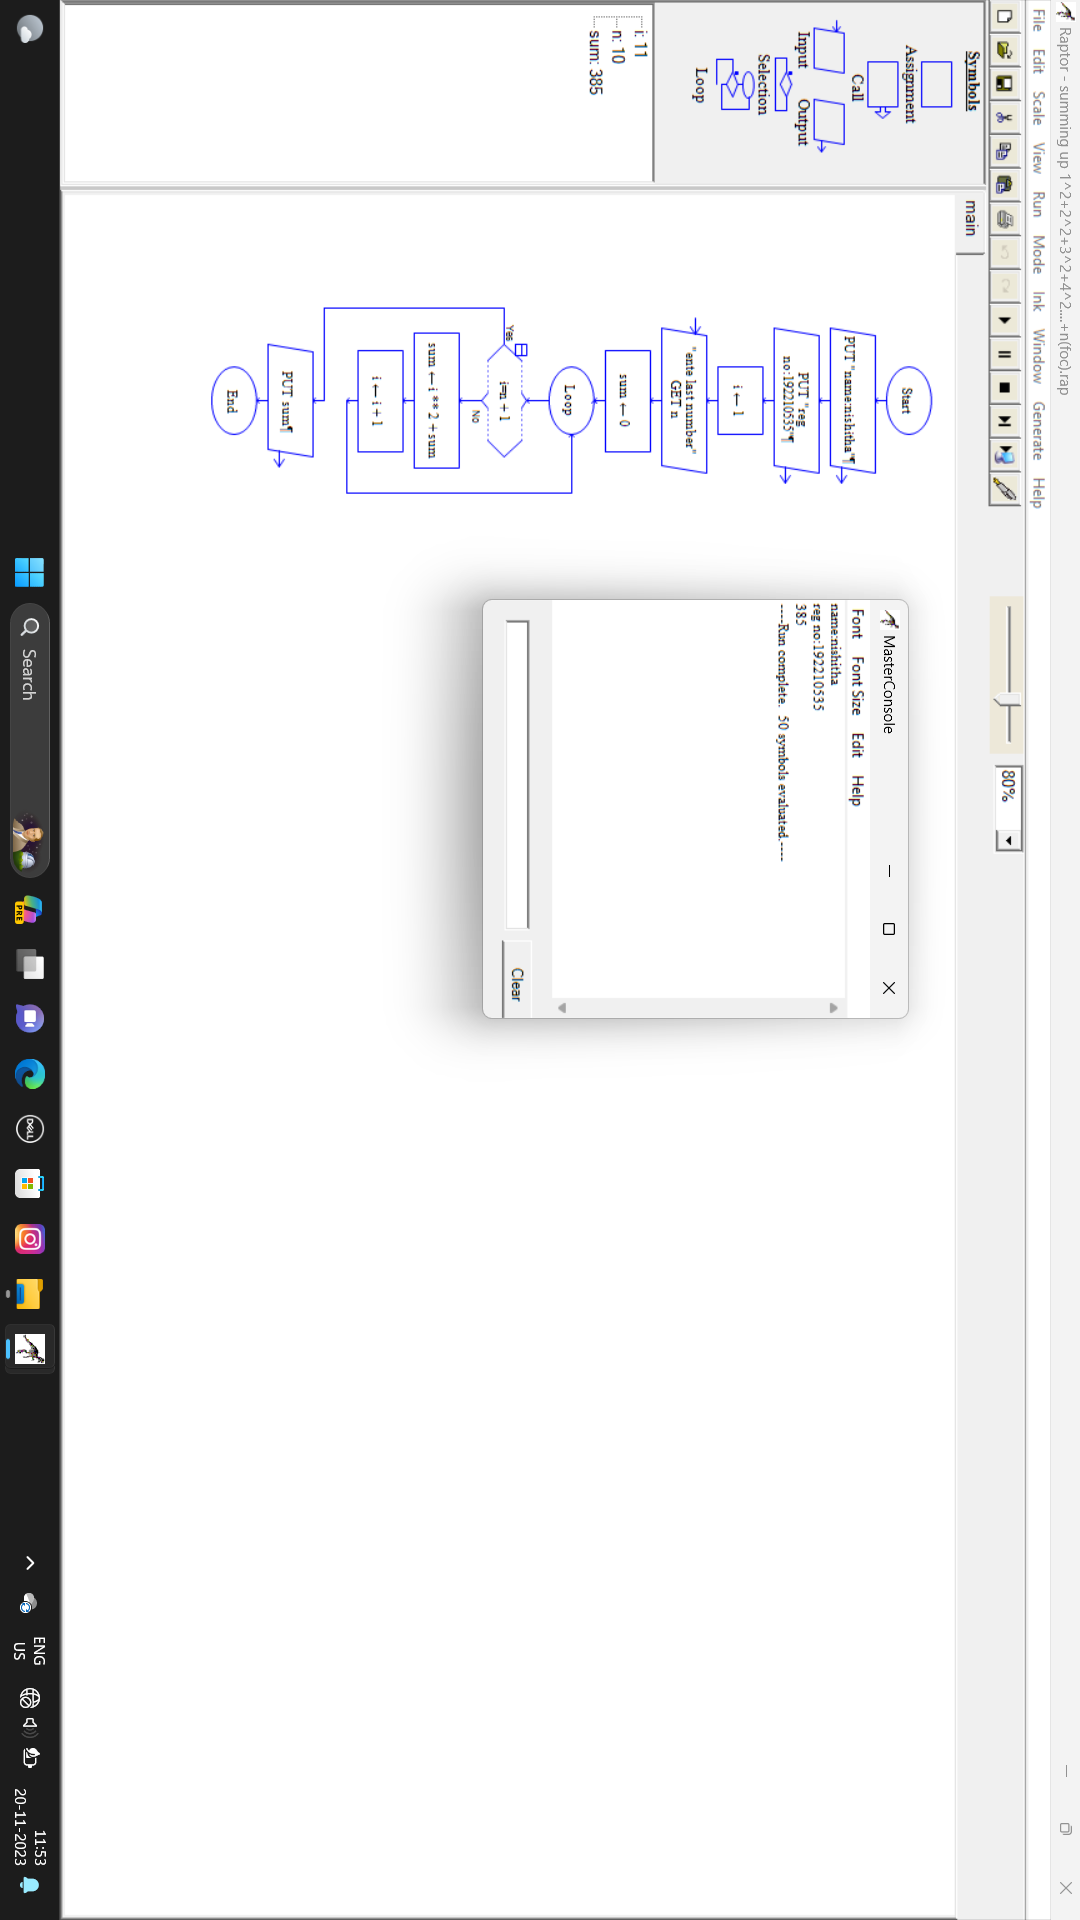 Raptor - summing up 1^2+2^2+3^2+4^2....+n(foc).rap
File Edit Scale View Run Mode Ink Window Generate Help
80%
Symbols
Assignment
Call
Input Output
Selection
Loop
i: 11
n: 10
sum: 385
main
Start
PUT "name:nishitha"¶
PUT "reg
no:192210535"¶
i ← 1
"ente last number"
GET n
sum ← 0
Loop
i=n + 1
Yes
No
sum ← i ** 2 + sum
i ← i + 1
PUT sum¶
End
MasterConsole
Font Font Size Edit Help
name:nishitha
reg no:192210535
385
----Run complete. 50 symbols evaluated.----
Clear
Search
PRE
DELL
ENG
US
11:53
20-11-2023